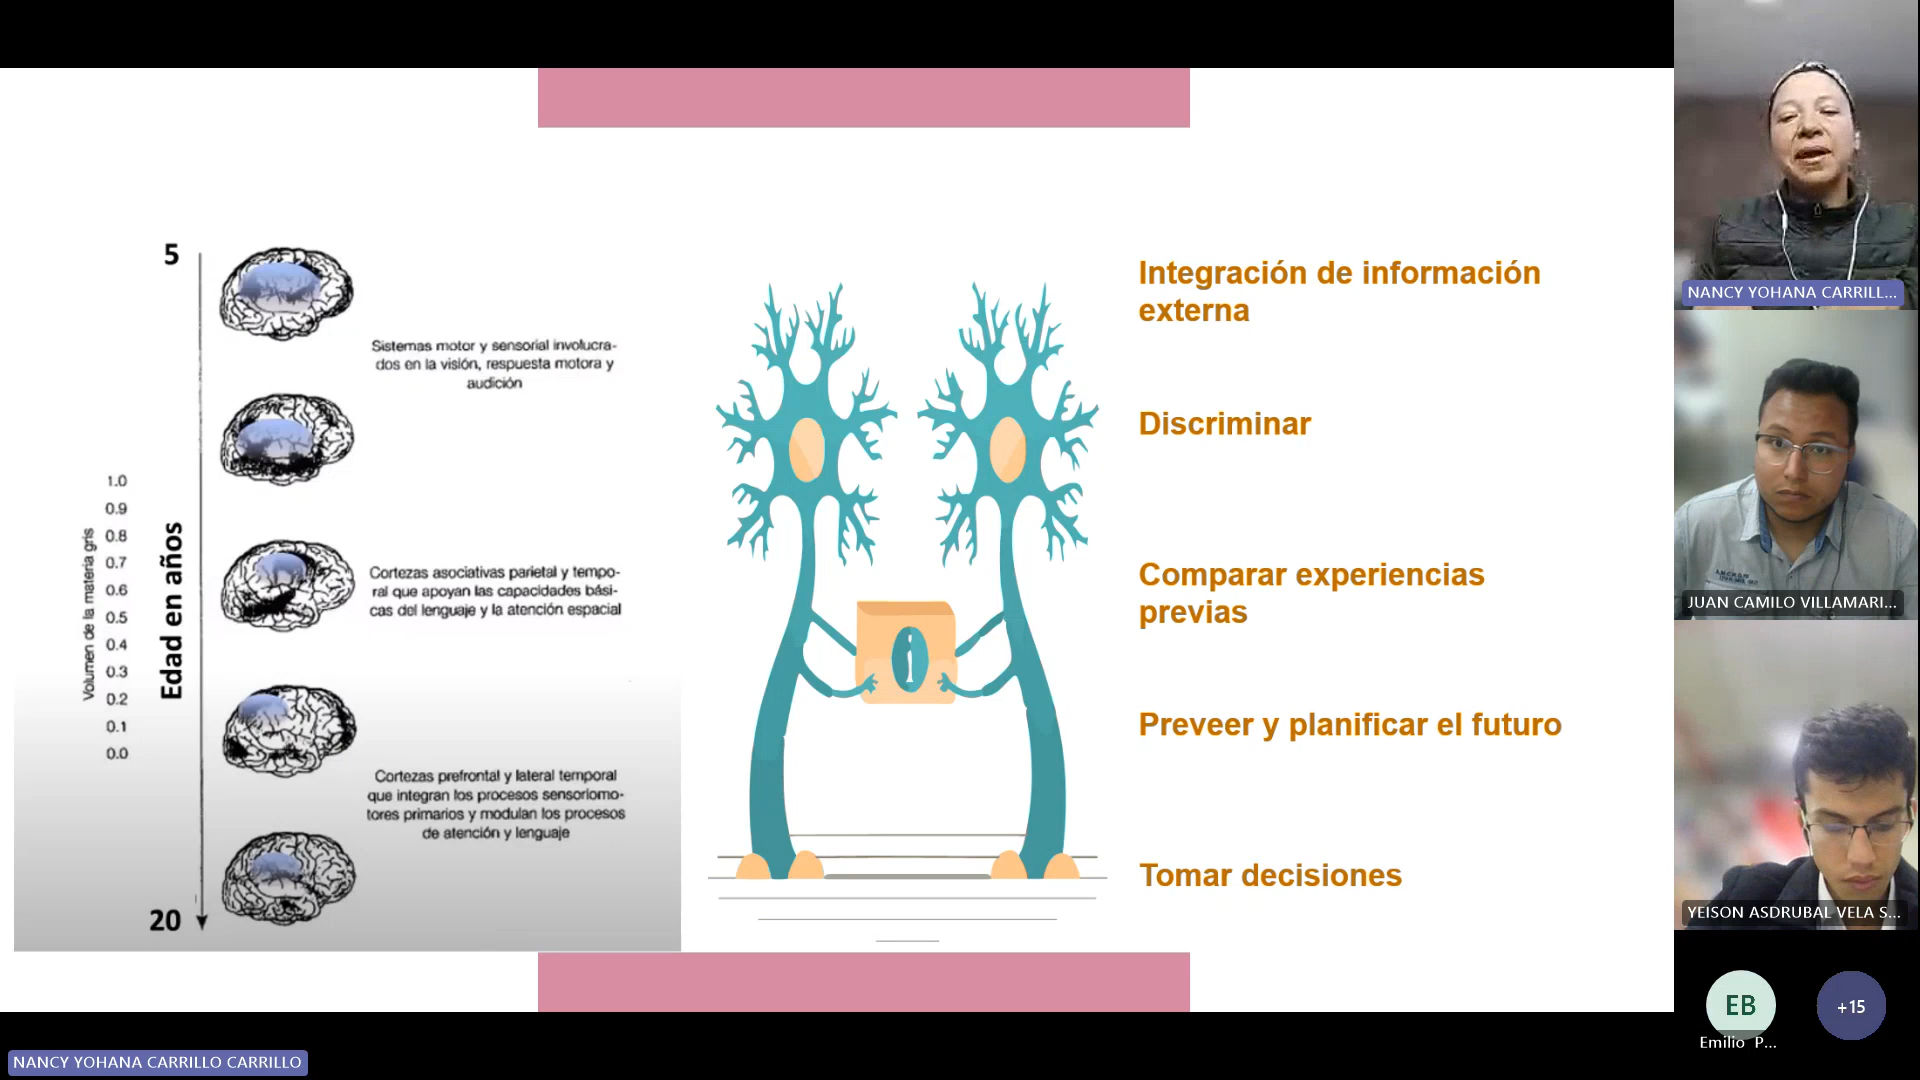 5
Sistemas motor y sensorial involucra-
dos en la visión, respuesta motora y
audición
Volumen de la materia gris
1.0
0.9
0.8
0.7
0.6
0.5
0.4
0.3
0.2
0.1
0.0
Edad en años
Cortezas asociativas parietal y tempo-
ral que apoyan las capacidades bási-
cas del lenguaje y la atención espacial
Cortezas prefrontal y lateral temporal
que integran los procesos sensoriomo-
tores primarios y modulan los procesos
de atención y lenguaje
20
i
Integración de información
externa
Discriminar
Comparar experiencias
previas
Preveer y planificar el futuro
Tomar decisiones
NANCY YOHANA CARRILL...
JUAN CAMILO VILLAMARI...
YEISON ASDRUBAL VELA S...
EB
+15
Emilio P...
NANCY YOHANA CARRILLO CARRILLO